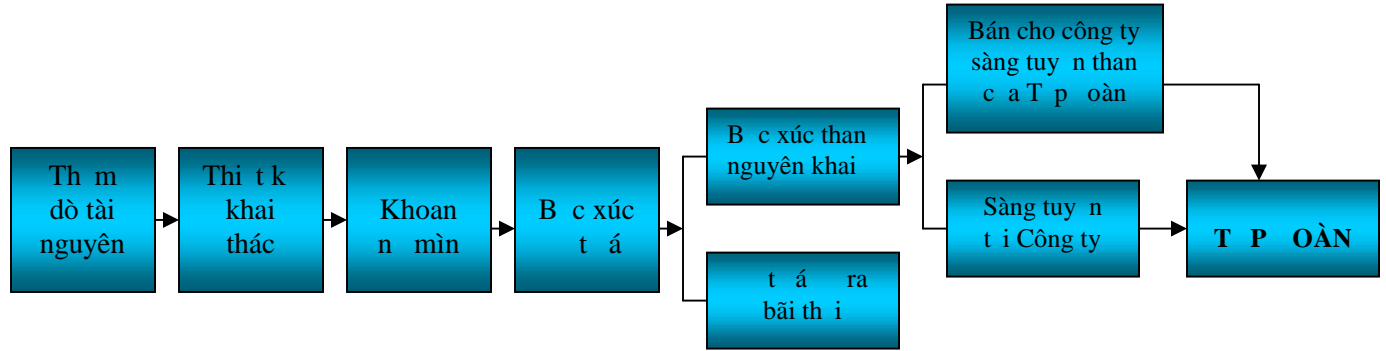 Th m
dò tài
nguyên
Thi t k
khai
thác
Khoan
n mìn
B c xúc
t á
B c xúc than
nguyên khai
t á ra
bãi th i
Bán cho công ty
sàng tuy n than
c a T p oàn
Sàng tuy n
t i Công ty
T P OÀN